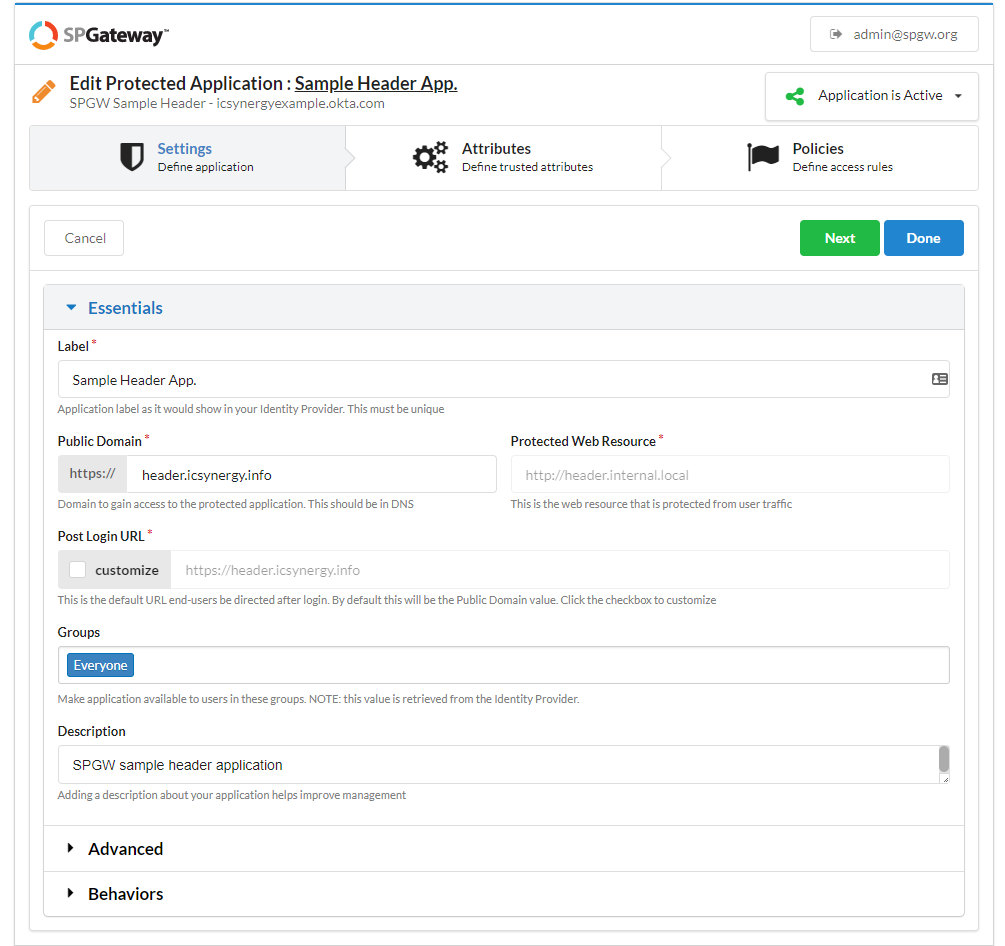 SPGateway™
admin@spgw.org
Edit Protected Application : Sample Header App.
SPGW Sample Header - icsynergyexample.okta.com
Application is Active
Settings
Define application
Attributes
Define trusted attributes
Policies
Define access rules
Cancel
Next
Done
Essentials
Label *
Sample Header App.
Application label as it would show in your Identity Provider. This must be unique
Public Domain *
Protected Web Resource *
https:// header.icsynergy.info
http://header.internal.local
Domain to gain access to the protected application. This should be in DNS
This is the web resource that is protected from user traffic
Post Login URL *
customize https://header.icsynergy.info
This is the default URL end-users be directed after login. By default this will be the Public Domain value. Click the checkbox to customize
Groups
Everyone
Make application available to users in these groups. NOTE: this value is retrieved from the Identity Provider.
Description
SPGW sample header application
Adding a description about your application helps improve management
Advanced
Behaviors